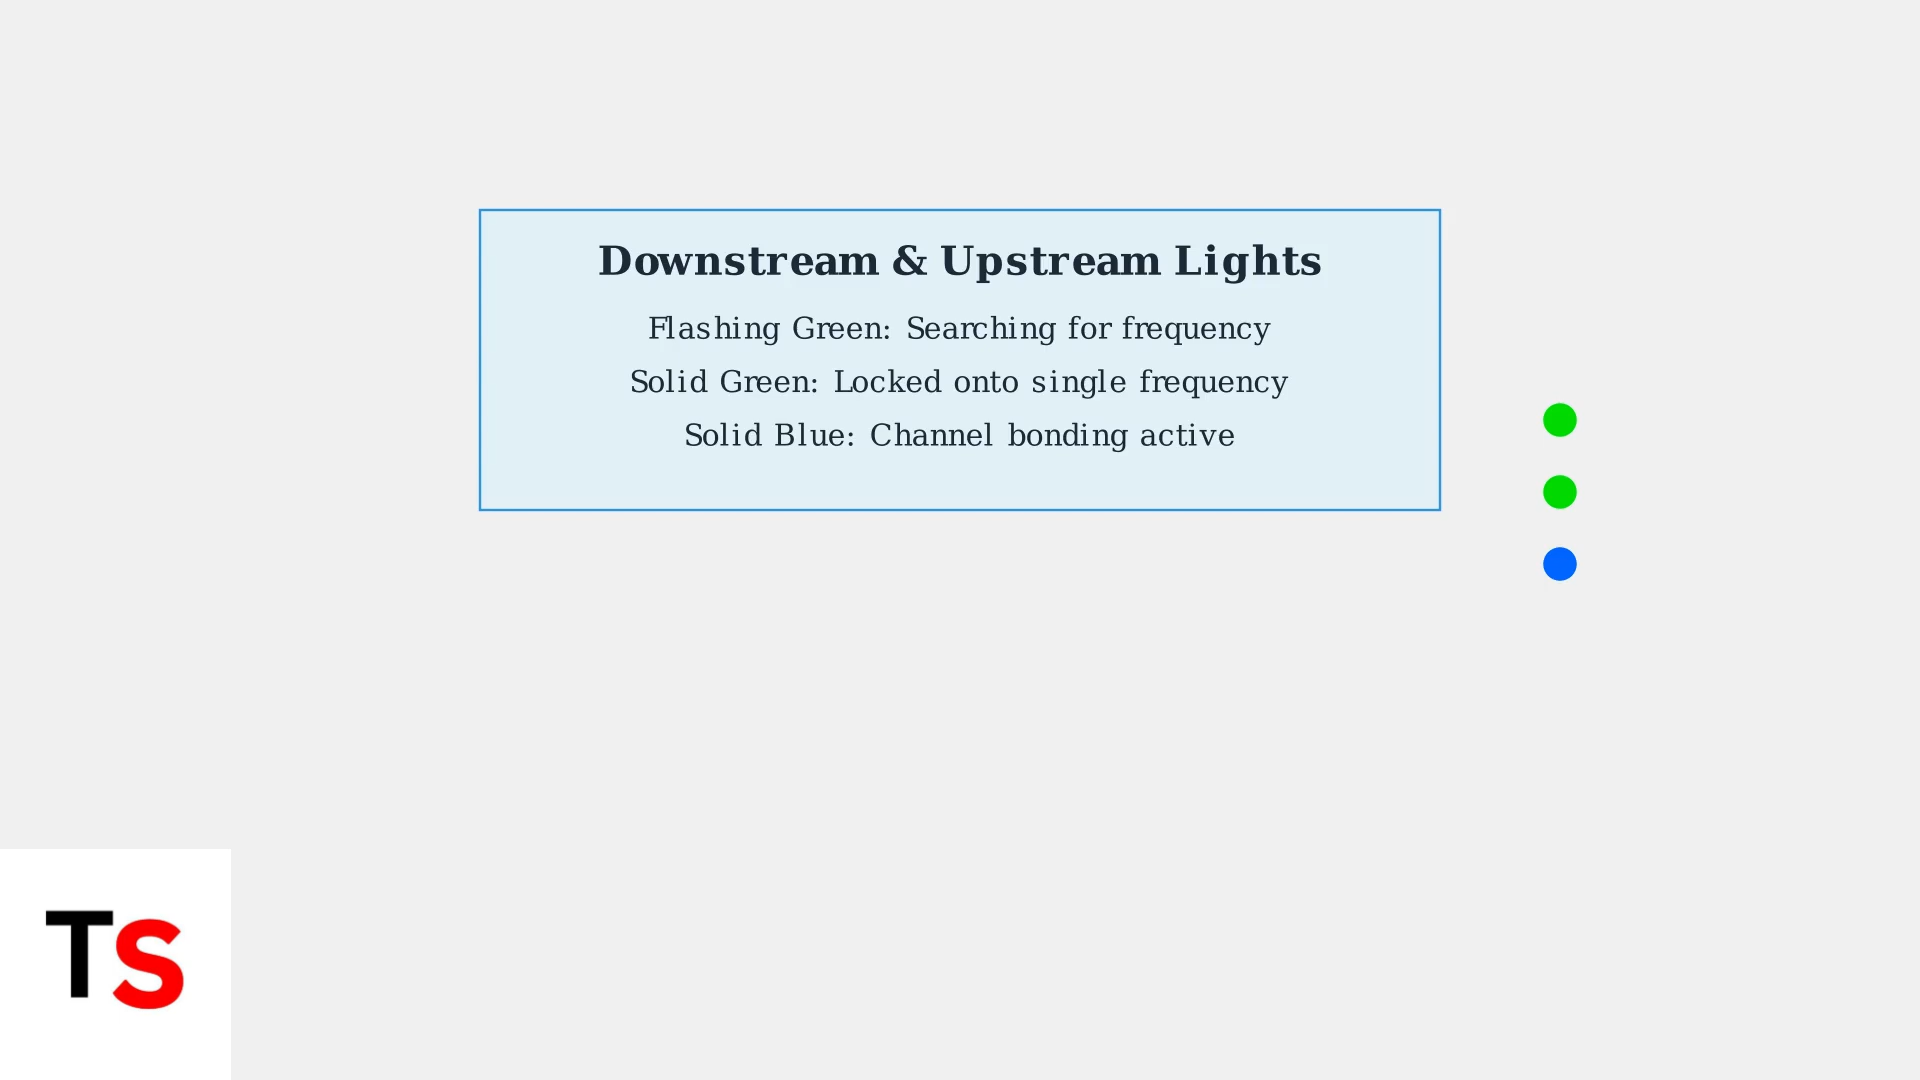 Downstream & Upstream Lights
Flashing Green: Searching for frequency
Solid Green: Locked onto single frequency
Solid Blue: Channel bonding active
TS